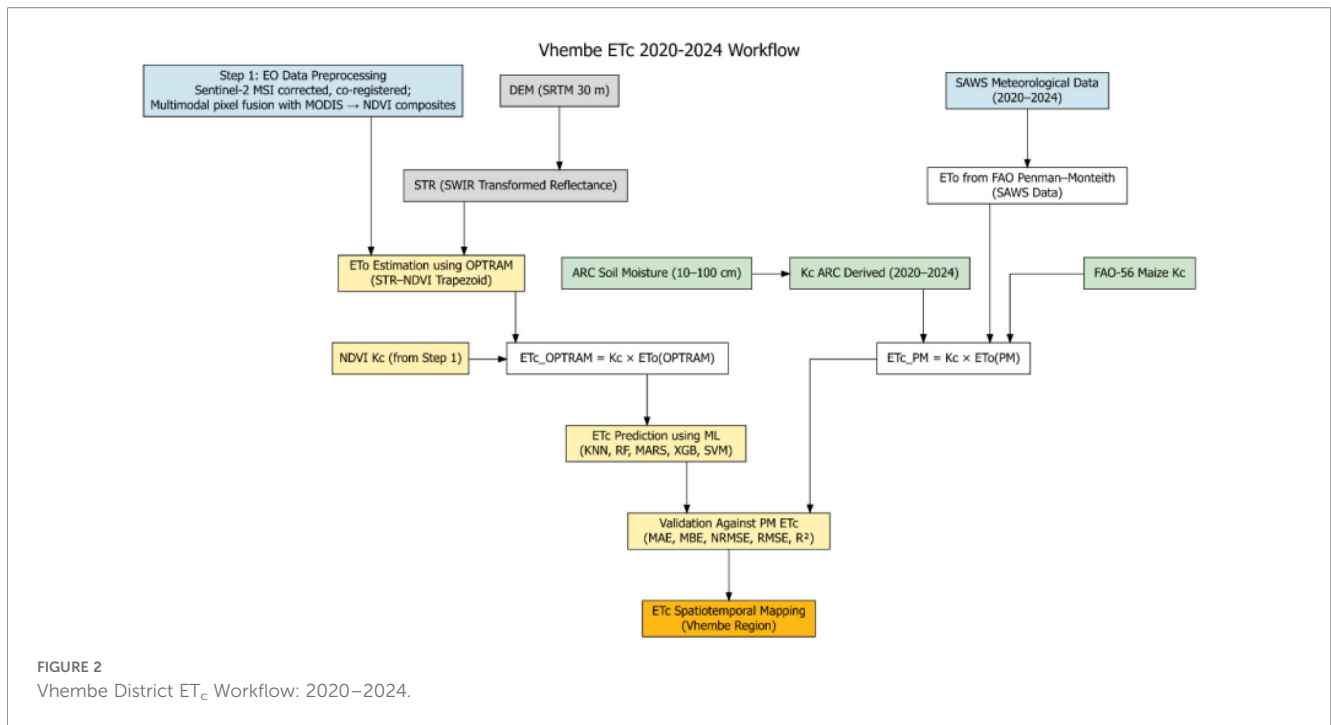 Vhembe ETc 2020-2024 Workflow
Step 1: EO Data Preprocessing
Sentinel-2 MSI corrected, co-registered;
Multimodal pixel fusion with MODIS → NDVI composites
DEM (SRTM 30 m)
SAWS Meteorological Data
(2020–2024)
STR (SWIR Transformed Reflectance)
ETo from FAO Penman–Monteith
(SAWS Data)
ETo Estimation using OPTRAM
(STR–NDVI Trapezoid)
ARC Soil Moisture (10–100 cm)
Kc ARC Derived (2020–2024)
FAO-56 Maize Kc
NDVI Kc (from Step 1)
ETc_OPTRAM = Kc × ETo(OPTRAM)
ETc_PM = Kc × ETo(PM)
ETc Prediction using ML
(KNN, RF, MARS, XGB, SVM)
Validation Against PM ETc
(MAE, MBE, NRMSE, RMSE, R²)
ETc Spatiotemporal Mapping
(Vhembe Region)
FIGURE 2
Vhembe District ETc Workflow: 2020–2024.